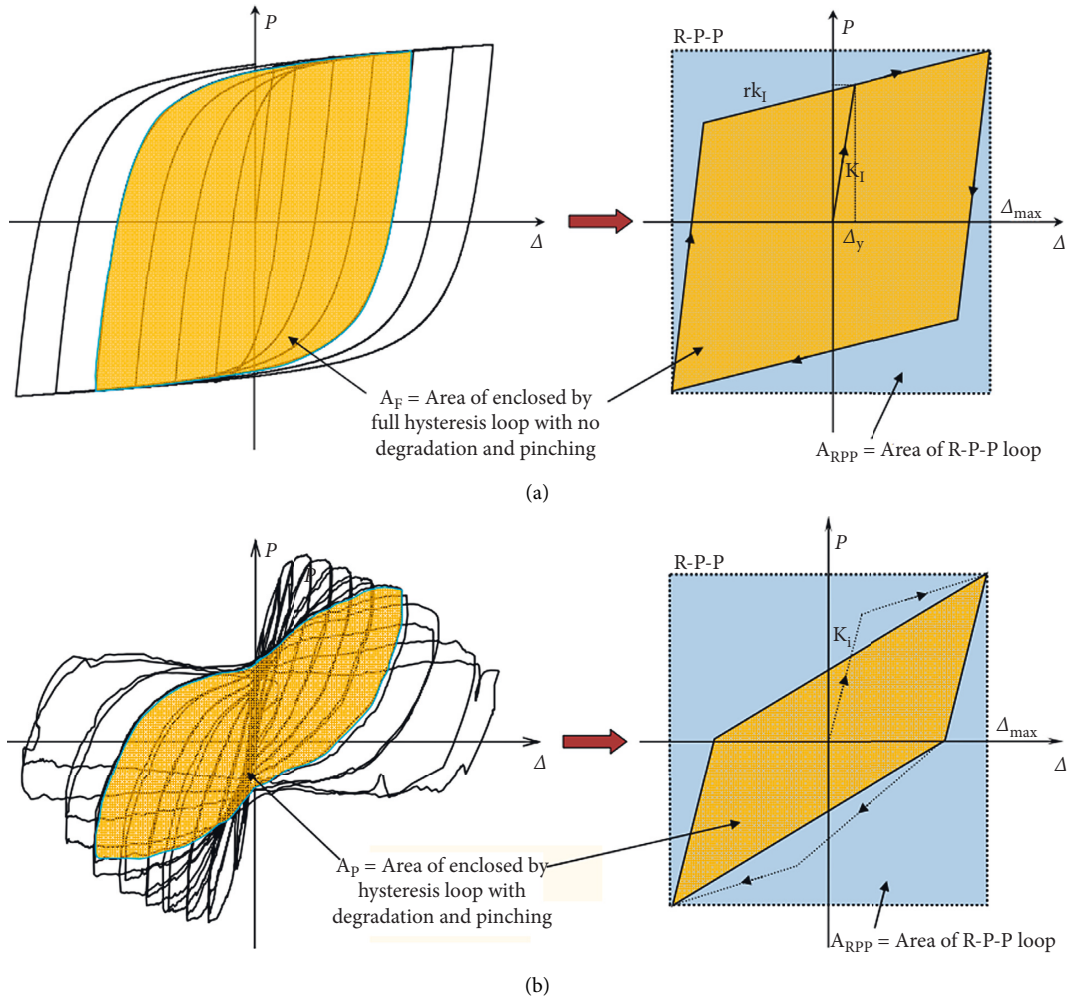 P
Δ
A_F = Area of enclosed by
full hysteresis loop with no
degradation and pinching
R-P-P
P
rk_I
K_I
Δ_y
Δ_max
Δ
A_RPP = Area of R-P-P loop
(a)
P
P
Δ
A_P = Area of enclosed by
hysteresis loop with
degradation and pinching
R-P-P
P
K_i
Δ_max
Δ
A_RPP = Area of R-P-P loop
(b)